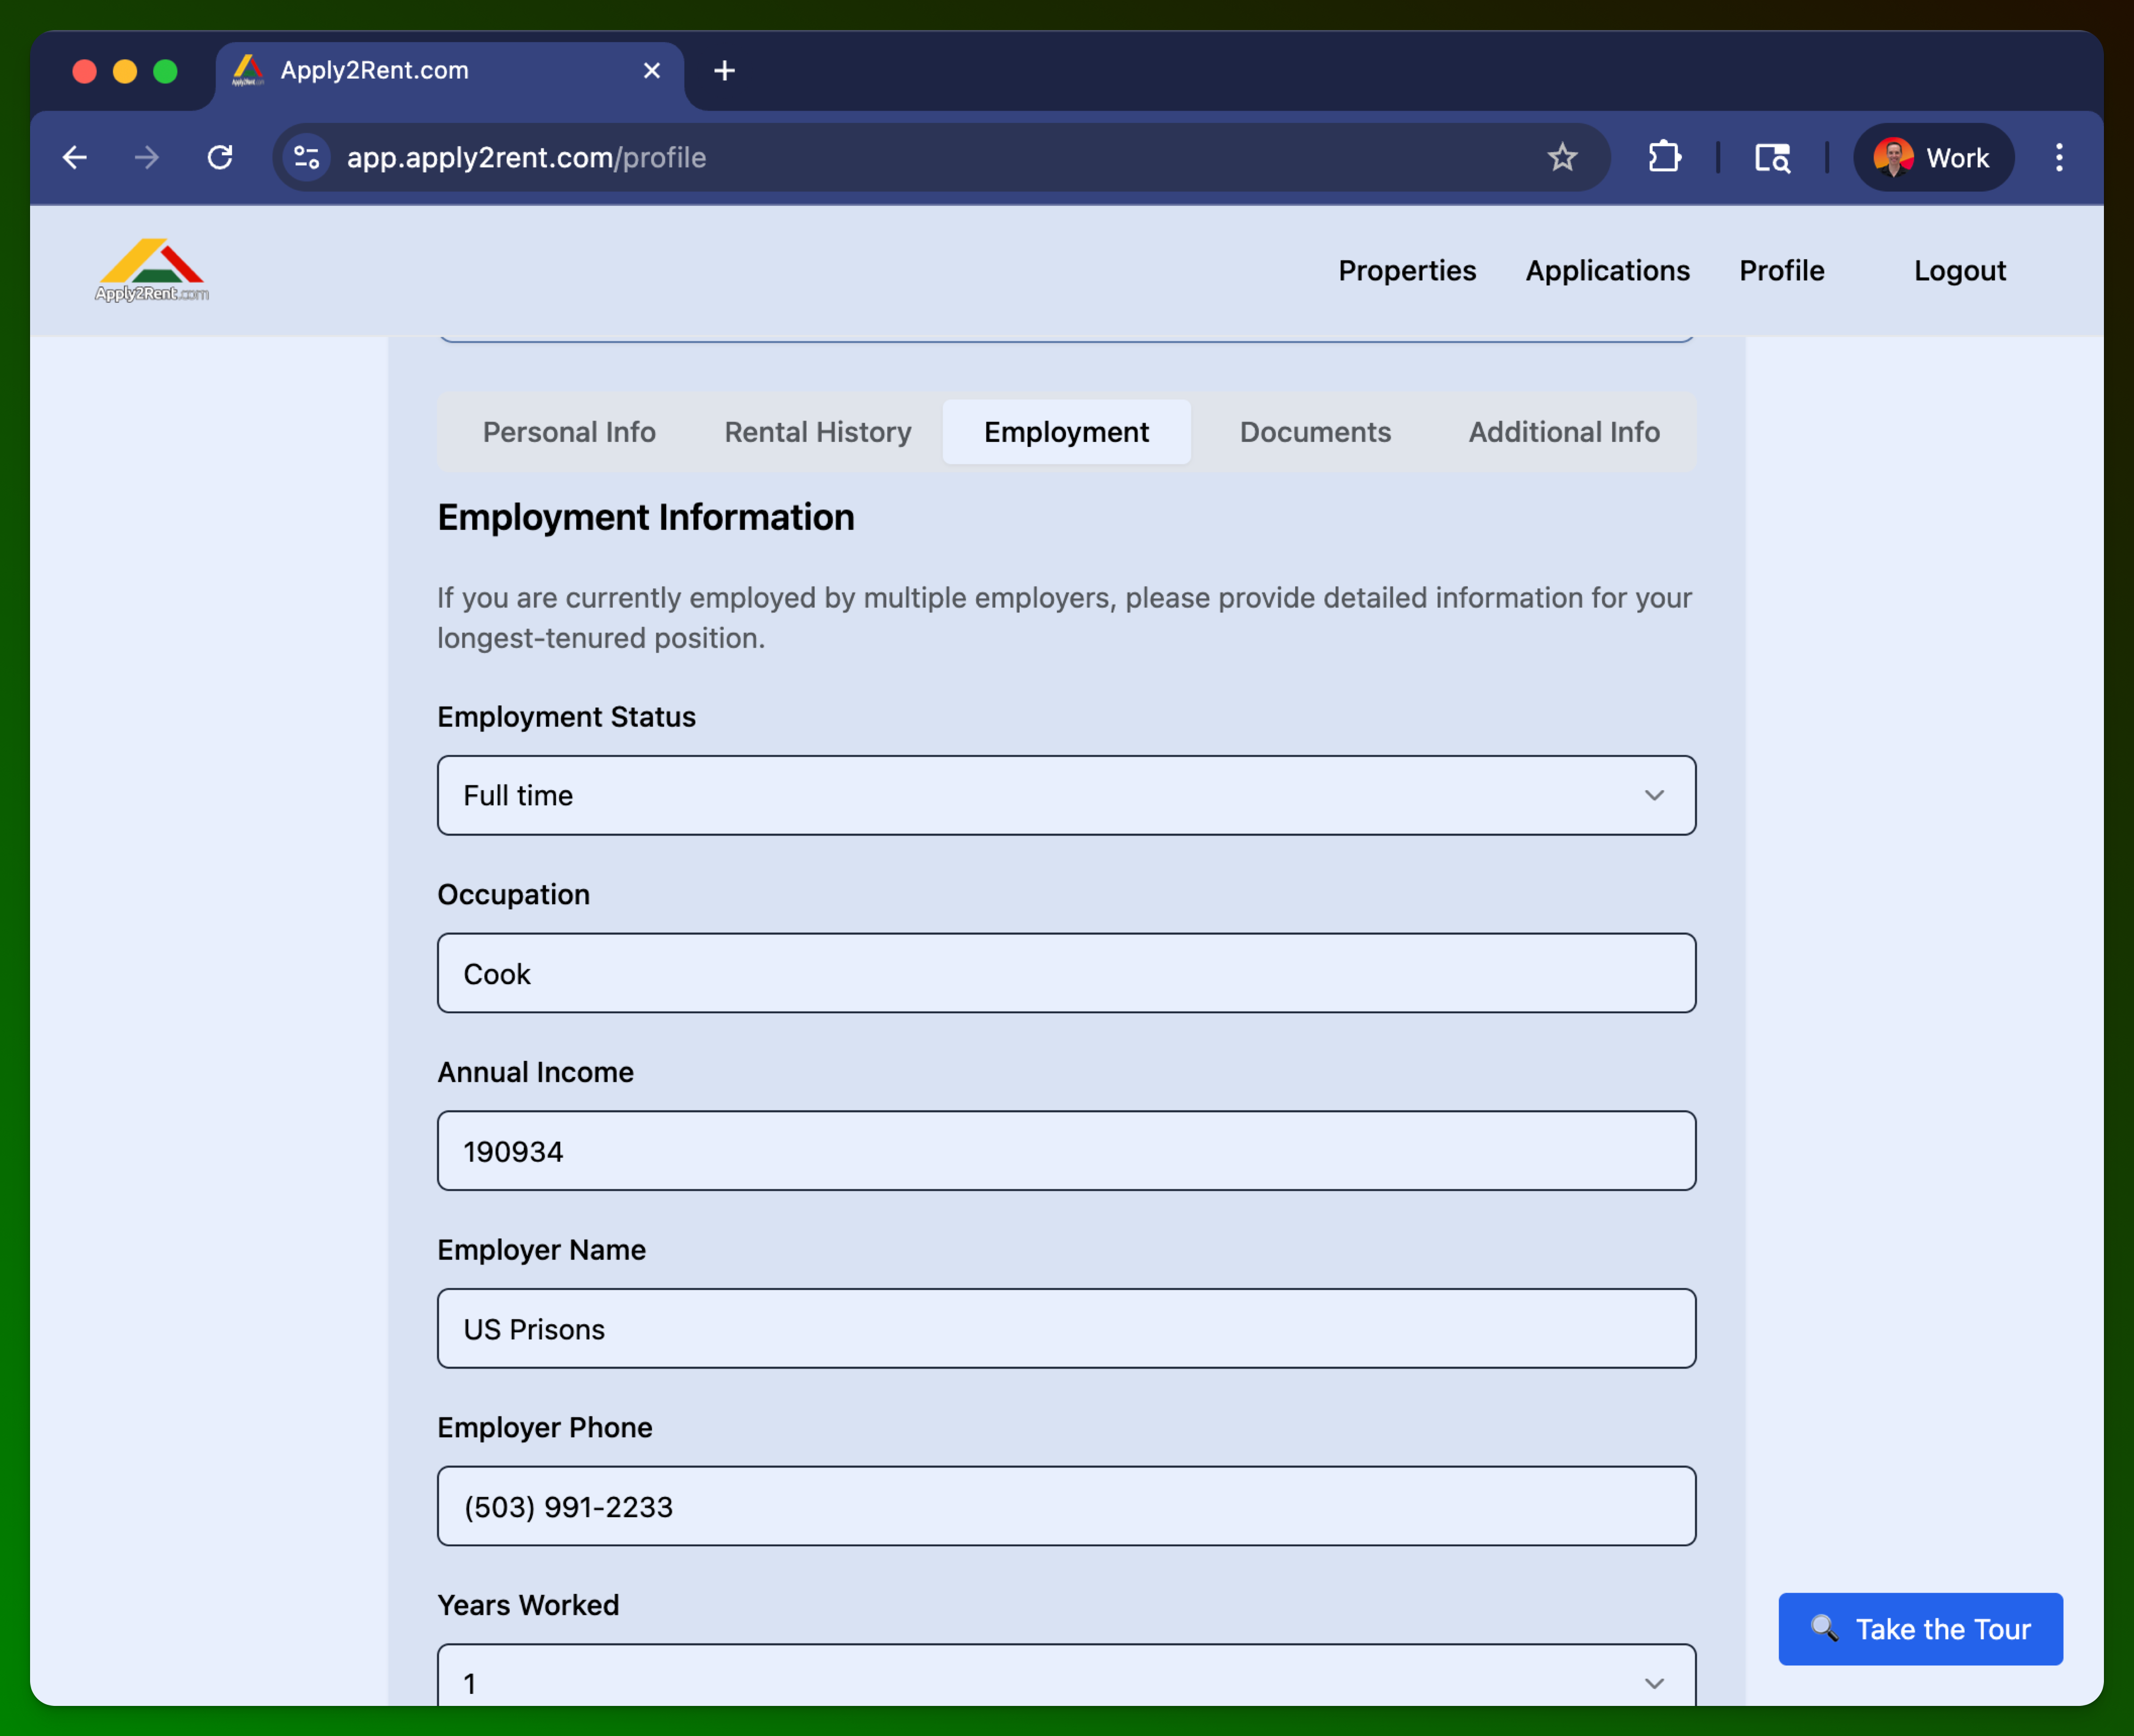 Apply2Rent.com
app.apply2rent.com/profile
Work
Apply2Rent.com
Properties
Applications
Profile
Logout
Personal Info
Rental History
Employment
Documents
Additional Info
Employment Information
If you are currently employed by multiple employers, please provide detailed information for your
longest-tenured position.
Employment Status
Full time
Occupation
Cook
Annual Income
190934
Employer Name
US Prisons
Employer Phone
(503) 991-2233
Years Worked
1
Take the Tour